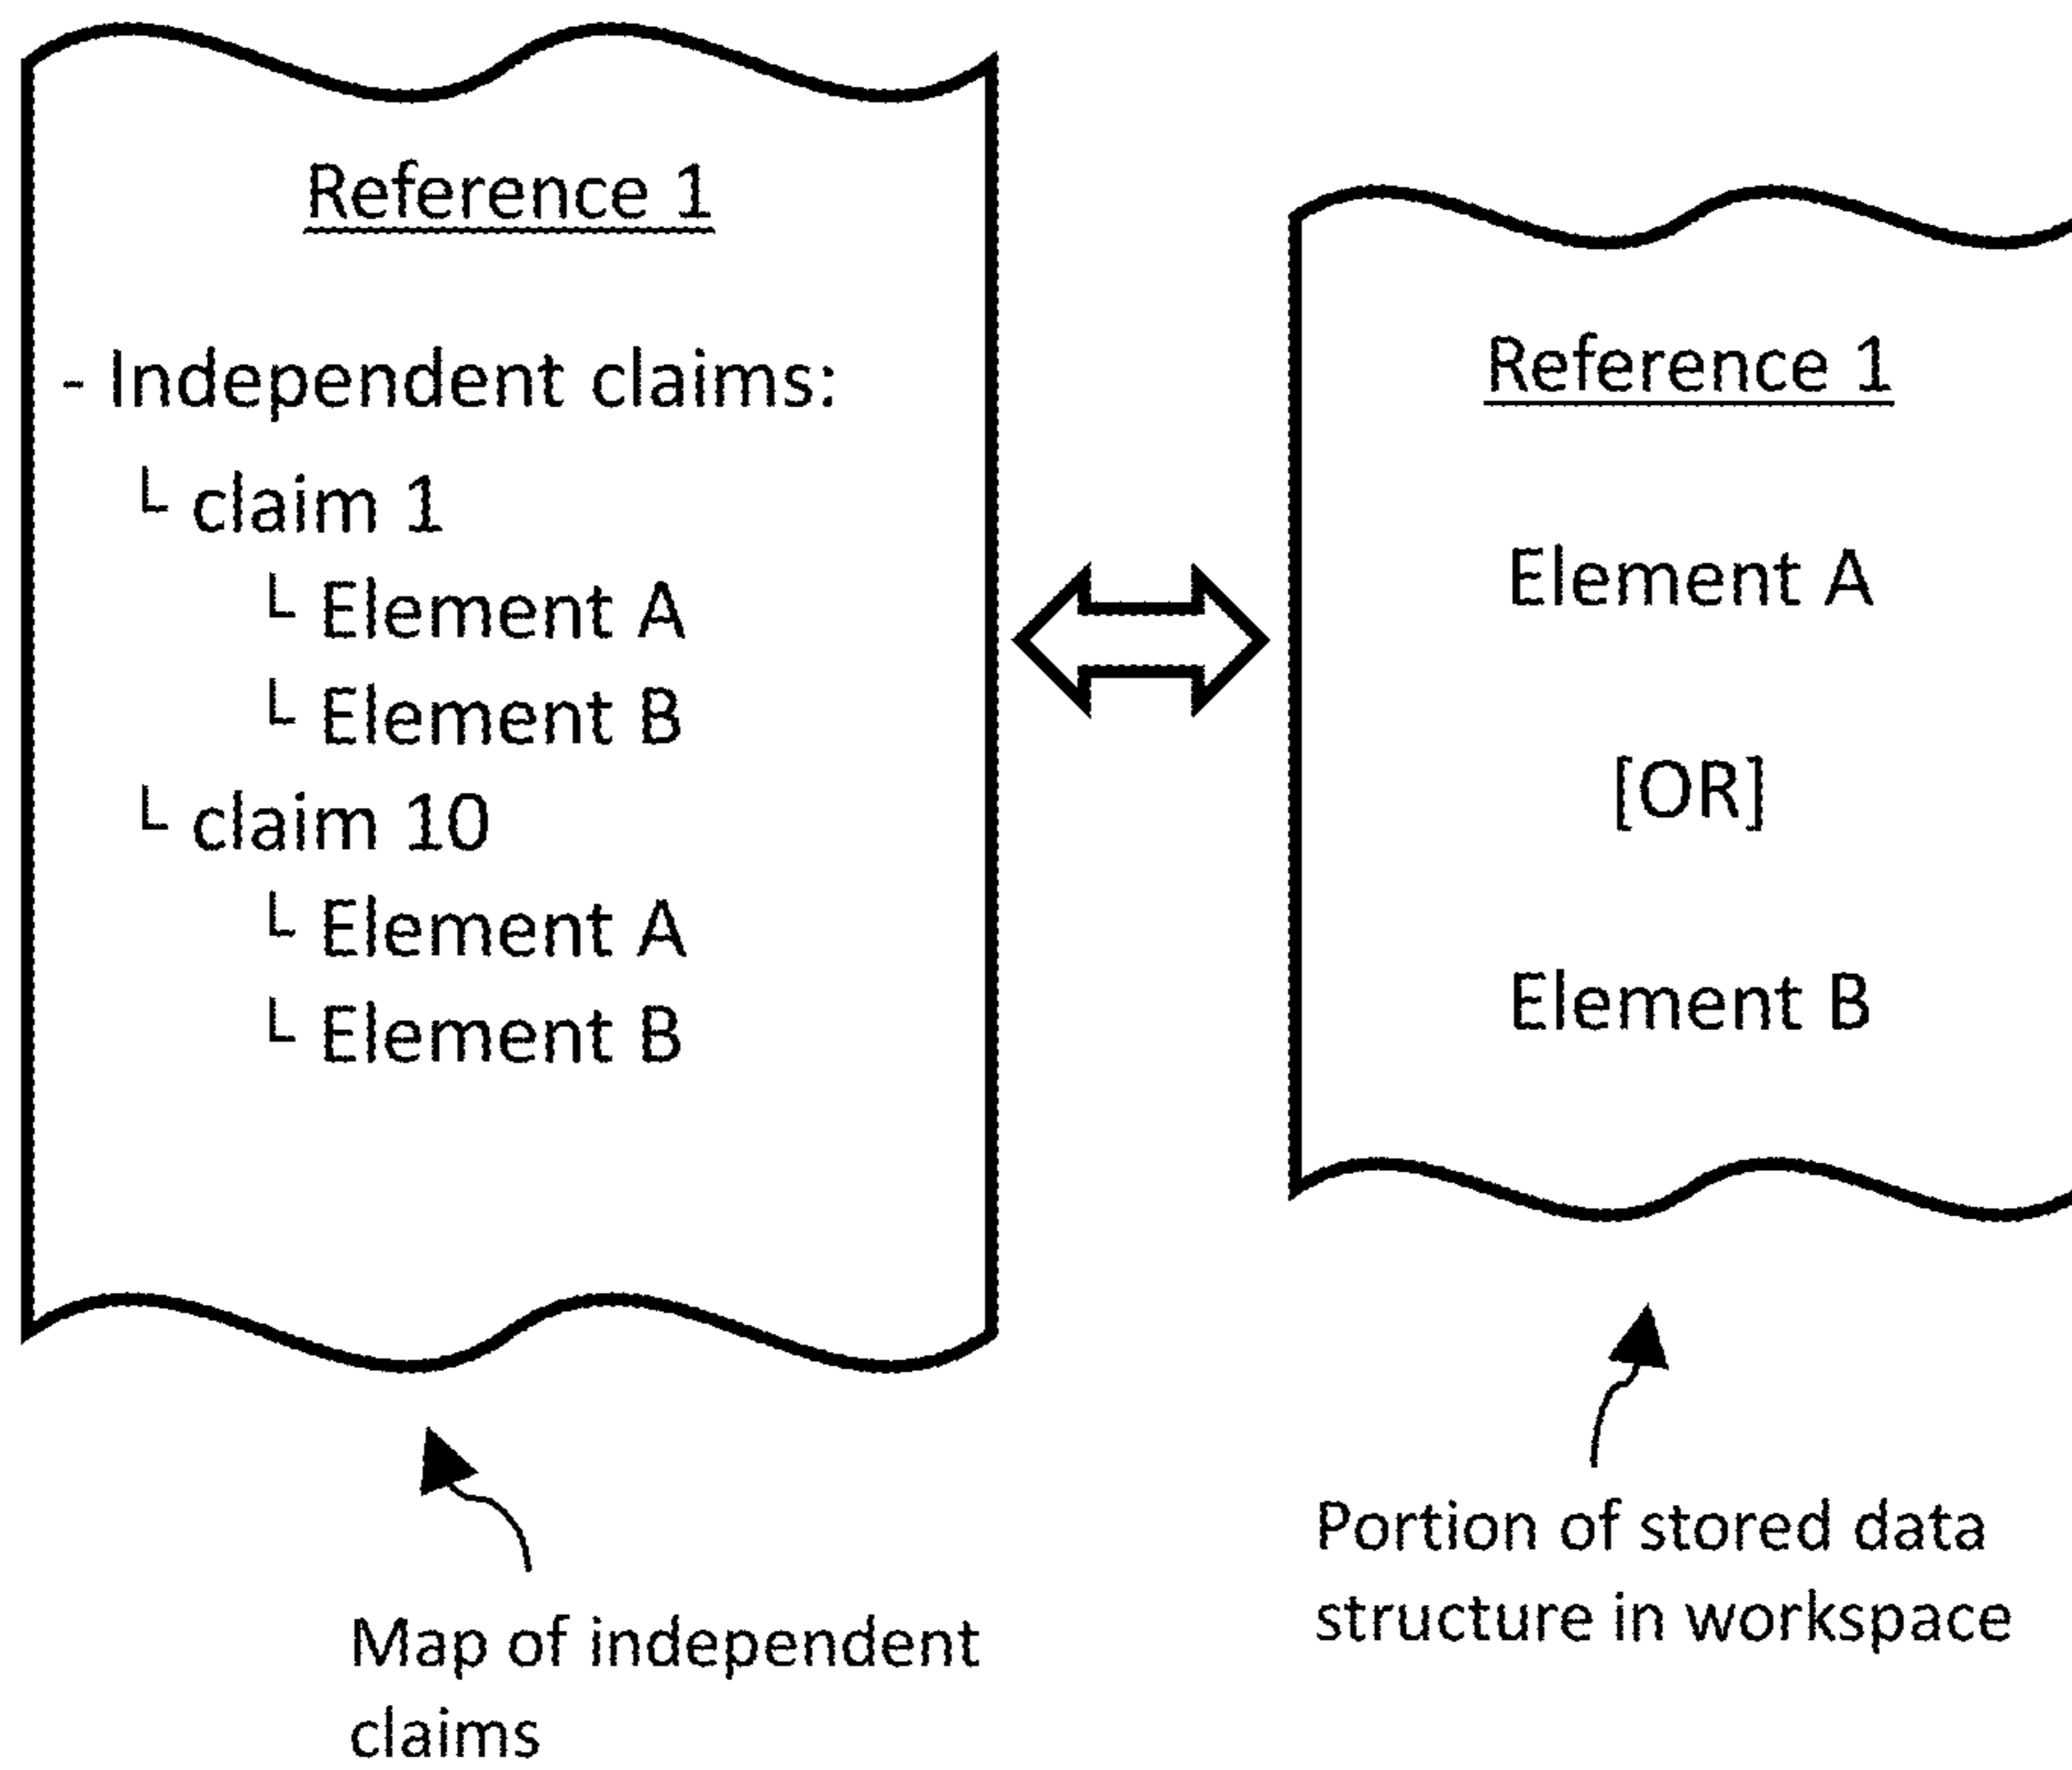 Reference 1
- Independent claims:
└ claim 1
└ Element A
└ Element B
└ claim 10
└ Element A
└ Element B
Map of independent
claims
Reference 1
Element A
[OR]
Element B
Portion of stored data
structure in workspace